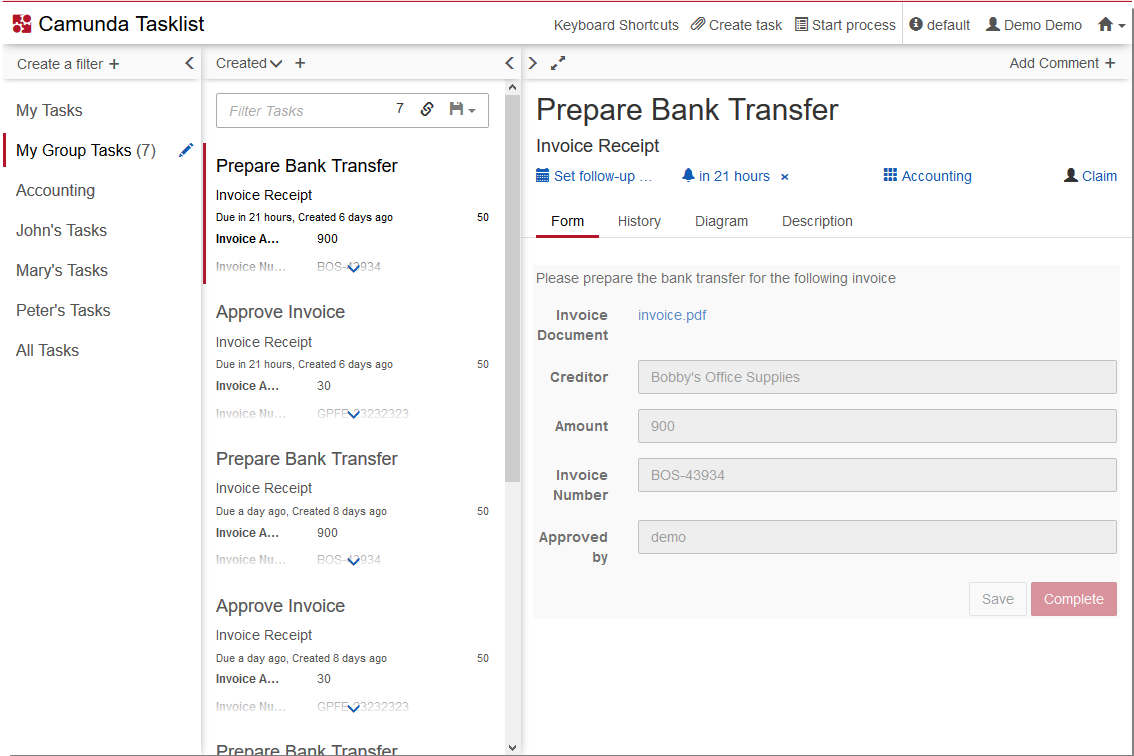 Camunda Tasklist
Keyboard Shortcuts Create task Start process default Demo Demo
Create a filter +
My Tasks
My Group Tasks (7)
Accounting
John's Tasks
Mary's Tasks
Peter's Tasks
All Tasks
Created +
Filter Tasks 7
Prepare Bank Transfer
Invoice Receipt
Due in 21 hours, Created 6 days ago 50
Invoice A... 900
Invoice Nu... BOS-43934
Approve Invoice
Invoice Receipt
Due in 21 hours, Created 6 days ago 50
Invoice A... 30
Invoice Nu... GPFE-23232323
Prepare Bank Transfer
Invoice Receipt
Due a day ago, Created 8 days ago 50
Invoice A... 900
Invoice Nu... BOS-43934
Approve Invoice
Invoice Receipt
Due a day ago, Created 8 days ago 50
Invoice A... 30
Invoice Nu... GPFE-23232323
Prepare Bank Transfer
Add Comment +
Prepare Bank Transfer
Invoice Receipt
Set follow-up ... in 21 hours × Accounting Claim
Form History Diagram Description
Please prepare the bank transfer for the following invoice
Invoice
Document
invoice.pdf
Creditor Bobby's Office Supplies
Amount 900
Invoice
Number
BOS-43934
Approved
by
demo
Save Complete